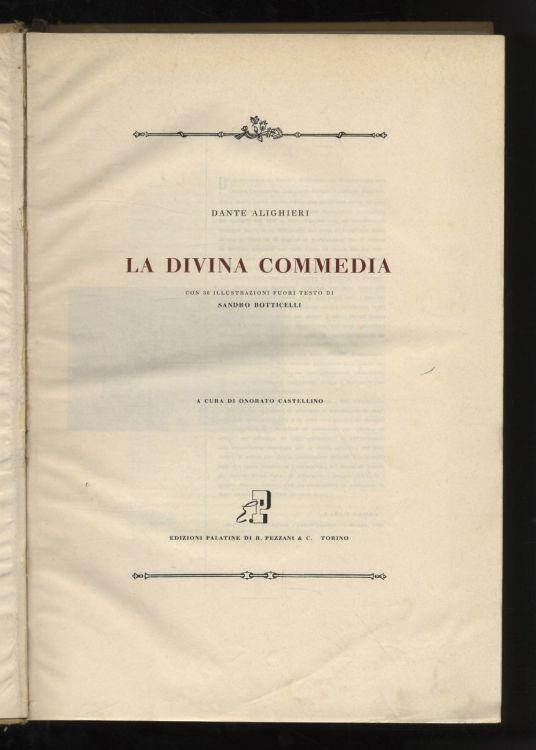 DANTE ALIGHIERI
LA DIVINA COMMEDIA
CON 36 ILLUSTRAZIONI FUORI TESTO DI
SANDRO BOTTICELLI
A CURA DI ONORATO CASTELLINO
EP
EDIZIONI PALATINE DI R. PEZZANI & C. TORINO